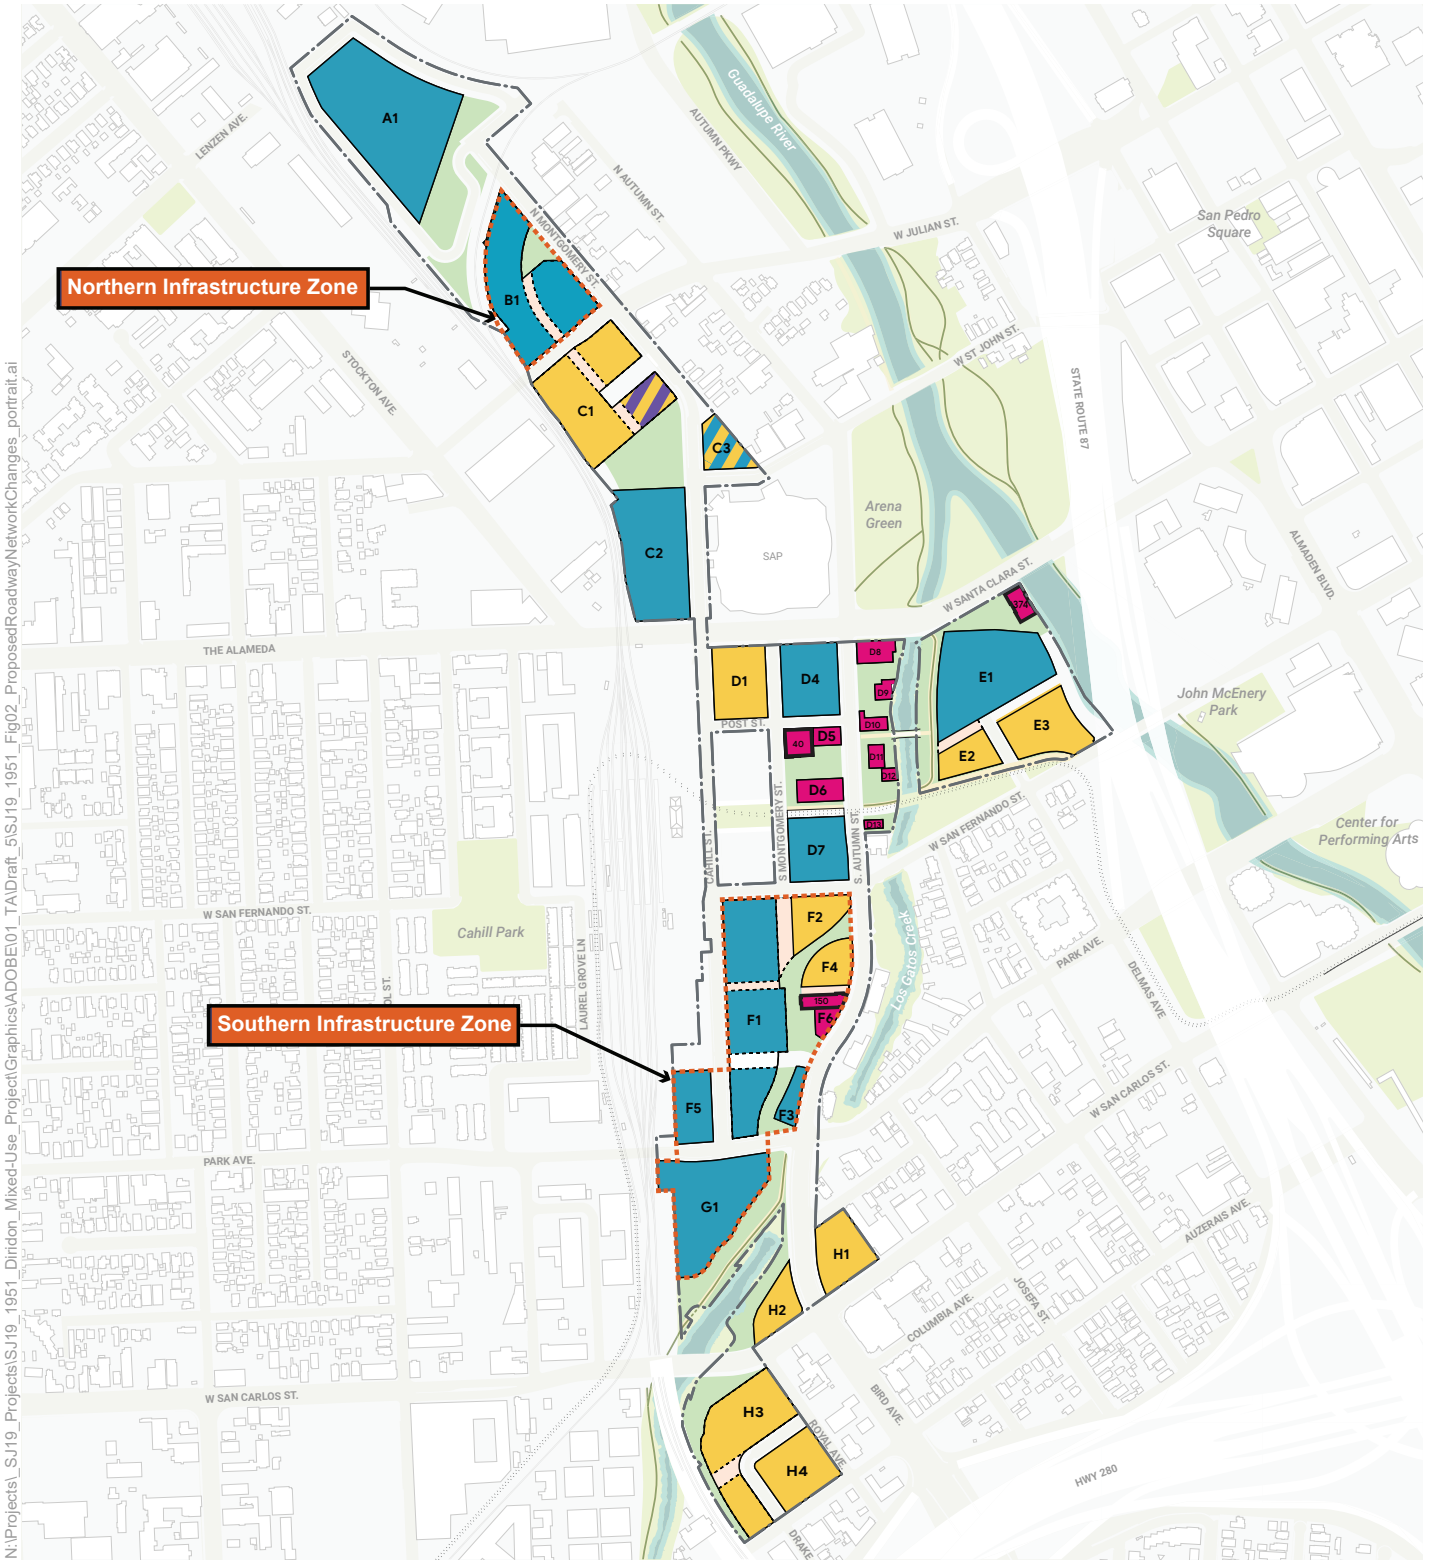 Guadalupe River
AUTUMN PKWY
A1
LENZEN AVE.
N AUTUMN ST.
N MONTGOMERY ST.
W JULIAN ST.
San Pedro
Square
Northern Infrastructure Zone
B1
STOCKTON AVE.
W ST JOHN ST.
STATE ROUTE 87
C1
C3
Arena
Green
ALMADEN BLVD.
C2
SAP
W SANTA CLARA ST.
374
THE ALAMEDA
D1
D4
D8
D9
E1
John McEnery
Park
POST ST.
D10
40
D5
E3
D11
D12
E2
D6
S MONTGOMERY ST.
S. AUTUMN ST.
CAHILL ST.
D13
D7
W SAN FERNANDO ST.
Center for
Performing Arts
W SAN FERNANDO ST.
Cahill Park
F2
F4
Los Gatos Creek
PARK AVE.
DELMAS AVE
LAUREL GROVE LN
OL ST.
150
F6
F1
Southern Infrastructure Zone
F5
F3
W SAN CARLOS ST.
PARK AVE.
G1
AUZERAIS AVE.
H1
H2
JOSEFA ST.
COLUMBIA AVE.
W SAN CARLOS ST.
BIRD AVE.
H3
ROYAL AVE.
H4
HWY 280
DRAKE
N:\Projects\_SJ19_Projects\SJ19_1951_Diridon_Mixed-Use_Project\Graphics\ADOBE\01_TA\Draft_5\SJ19_1951_Fig02_ProposedRoadwayNetworkChanges_portrait.ai